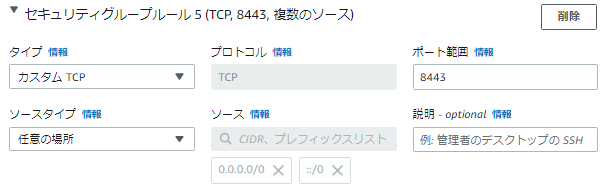 ▼ セキュリティグループルール 5 (TCP, 8443, 複数のソース) 削除
タイプ 情報 プロトコル 情報 ポート範囲 情報
カスタム TCP TCP 8443
ソースタイプ 情報 ソース 情報 説明 - optional 情報
任意の場所 CIDR、プレフィックスリスト 例: 管理者のデスクトップの SSH
0.0.0.0/0 ::/0